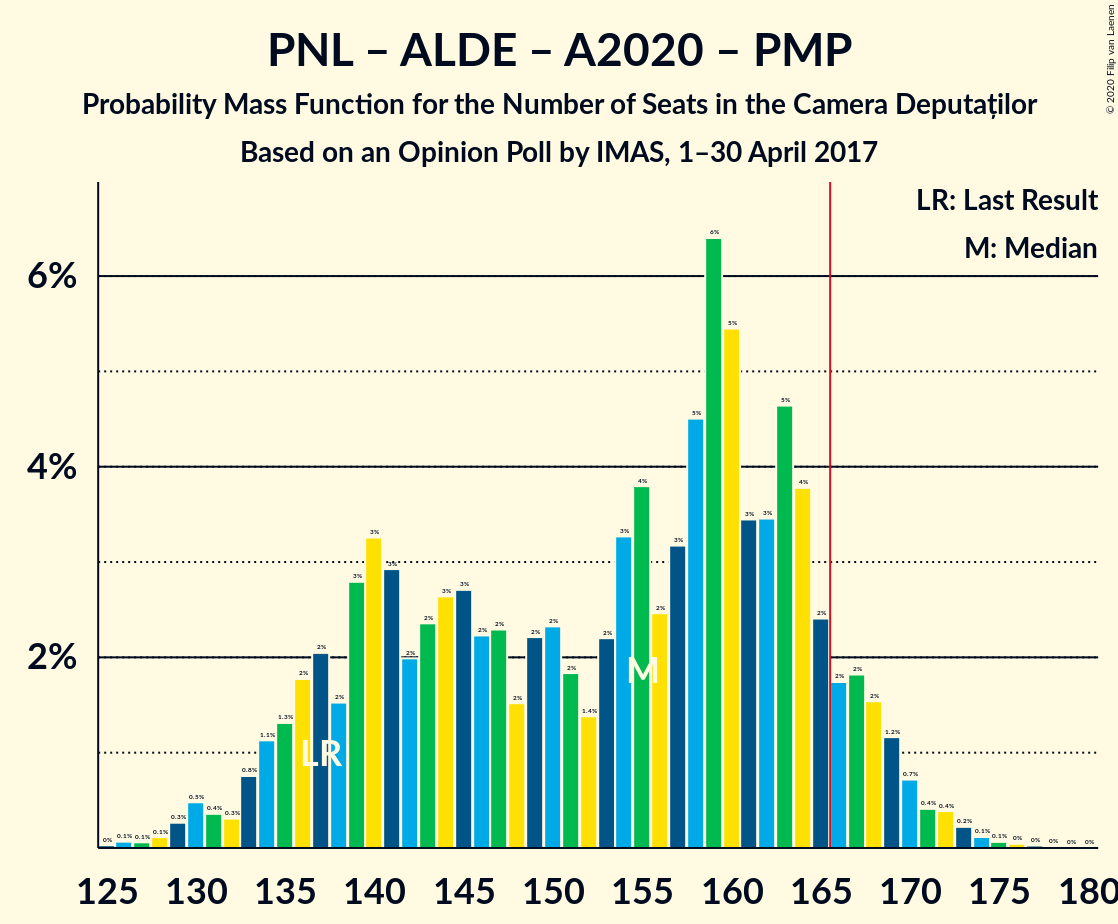 PNL – ALDE – A2020 – PMP
Probability Mass Function for the Number of Seats in the Camera Deputaților
Based on an Opinion Poll by IMAS, 1–30 April 2017
© 2020 Filip van Laenen
LR: Last Result
M: Median
6%
4%
2%
0% 0.1% 0.1% 0.1% 0.3% 0.5% 0.4% 0.3% 0.8% 1.1% 1.3% 2% 2% 2% 3% 3% 3% 2% 2% 3% 3% 2% 2% 2% 2% 2% 2% 1.4% 2% 3% 4% 2% 3% 5% 6% 5% 3% 3% 5% 4% 2% 2% 2% 2% 1.2% 0.7% 0.4% 0.4% 0.2% 0.1% 0.1% 0% 0% 0% 0% 0%
LR
M
125 130 135 140 145 150 155 160 165 170 175 180